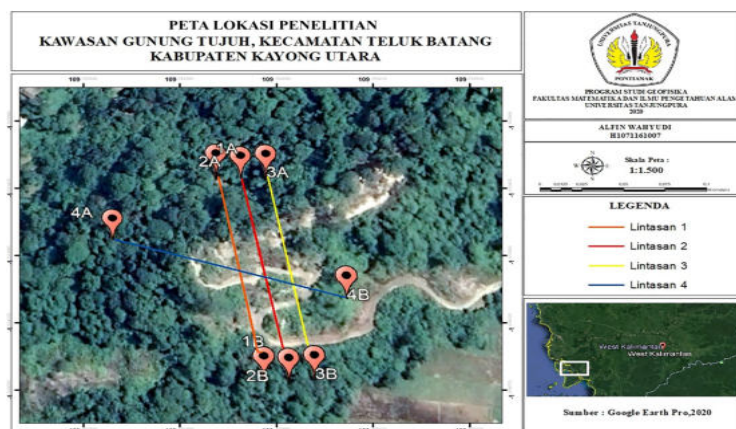 PETA LOKASI PENELITIAN
KAWASAN GUNUNG TUJUH, KECAMATAN TELUK BATANG
KABUPATEN KAYONG UTARA
1A
2A
3A
4A
4B
1B
2B
3B
UNIVERSITAS TANJUNGPURA
PONTIANAK
PROGRAM STUDI GEOFISIKA
FAKULTAS MATEMATIKA DAN ILMU PENGETAHUAN ALAM
UNIVERSITAS TANJUNGPURA
2020
ALFIN WAHYUDI
H1071161007
Skala Peta :
1:1.500
LEGENDA
Lintasan 1
Lintasan 2
Lintasan 3
Lintasan 4
West Kalimantan
West Kalimantan
Sumber : Google Earth Pro,2020